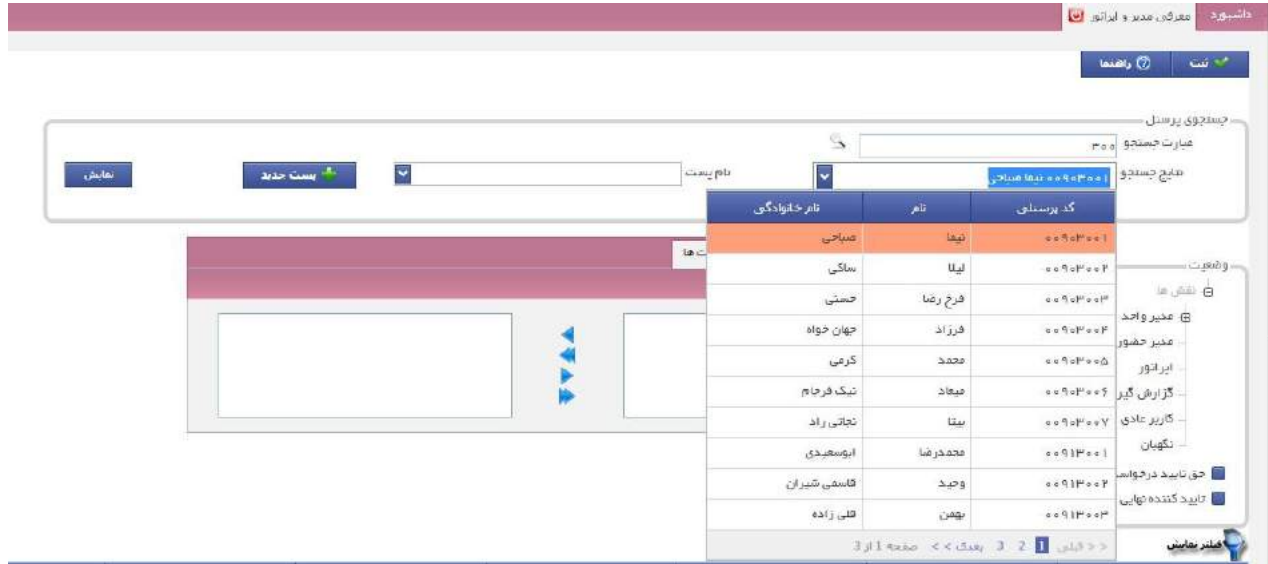 داشبورد
معرفی مدیر و اپراتور
ثبت
راهنما
جستجوی پرسنل
عبارت جستجو
۳۰۰
نتایج جستجو
۰۰۹۰۳۰۰۱ نیما صباحی
نام پست
پست جدید
نمایش
کد پرسنلی نام نام خانوادگی
۰۰۹۰۳۰۰۱ نیما صباحی
۰۰۹۰۳۰۰۲ لیلا ساکی
۰۰۹۰۳۰۰۳ فرخ رضا حسنی
۰۰۹۰۳۰۰۴ فرزاد جهان خواه
۰۰۹۰۳۰۰۵ محمد کرمی
۰۰۹۰۳۰۰۶ میعاد نیک فرجام
۰۰۹۰۳۰۰۷ بیتا نجاتی راد
۰۰۹۱۳۰۰۱ محمدرضا ابوسعیدی
۰۰۹۱۳۰۰۲ وحید قاسمی شیران
۰۰۹۱۳۰۰۳ بهمن قلی زاده
< < قبلی 1 2 3 بعدی > > صفحه 1 از 3
ت ها
وضعیت
نقش ها
مدیر واحد
مدیر حضور
اپراتور
گزارش گیر
کاربر عادی
نگهبان
حق تایید درخواس
تایید کننده نهایی
فیلتر نمایش